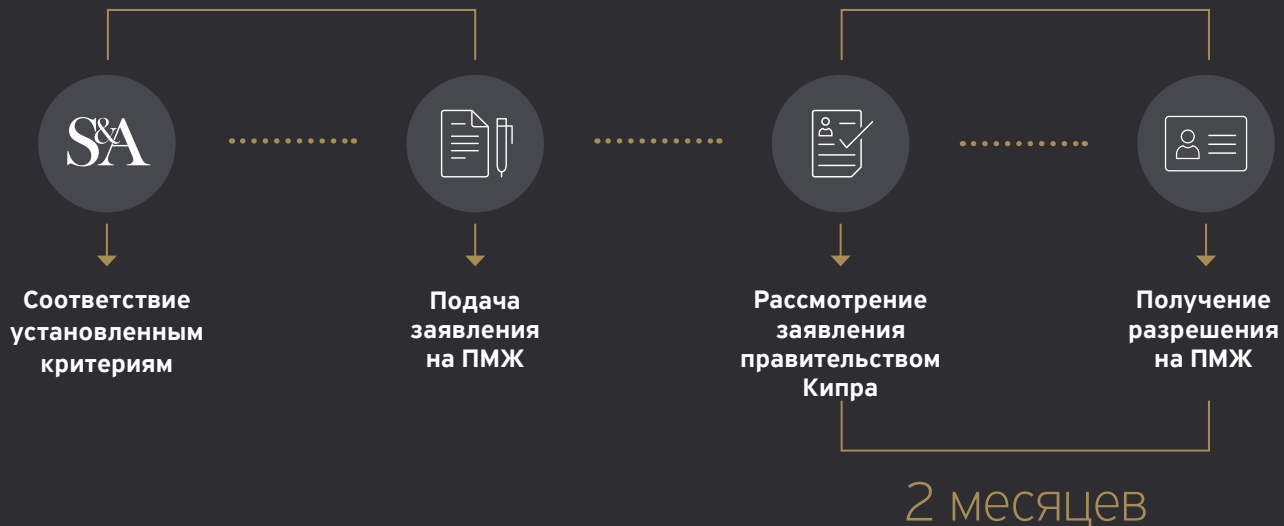 S&A
Соответствие
установленным
критериям
Подача
заявления
на ПМЖ
Рассмотрение
заявления
правительством
Кипра
Получение
разрешения
на ПМЖ
2 месяцев